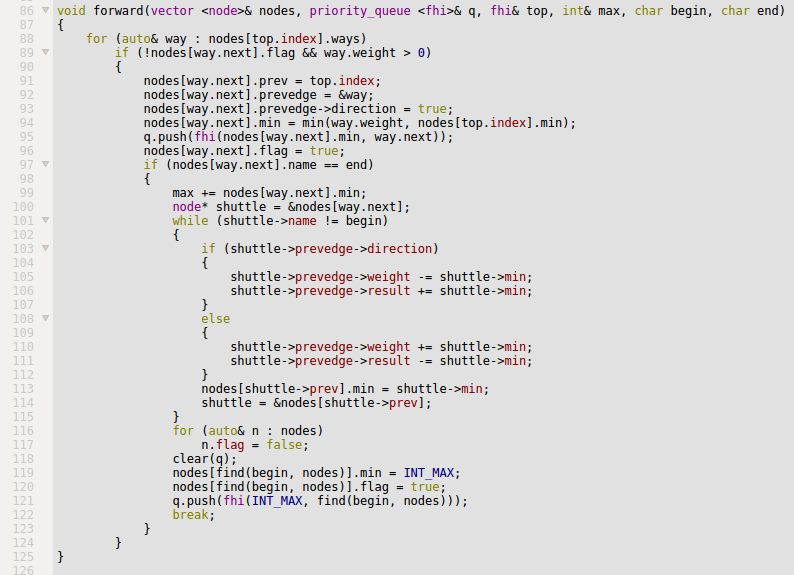 86 void forward(vector <node>& nodes, priority_queue <fhi>& q, fhi& top, int& max, char begin, char end)
87 {
88     for (auto& way : nodes[top.index].ways)
89         if (!nodes[way.next].flag && way.weight > 0)
90         {
91             nodes[way.next].prev = top.index;
92             nodes[way.next].prevedge = &way;
93             nodes[way.next].prevedge->direction = true;
94             nodes[way.next].min = min(way.weight, nodes[top.index].min);
95             q.push(fhi(nodes[way.next].min, way.next));
96             nodes[way.next].flag = true;
97             if (nodes[way.next].name == end)
98             {
99                 max += nodes[way.next].min;
100                 node* shuttle = &nodes[way.next];
101                 while (shuttle->name != begin)
102                 {
103                     if (shuttle->prevedge->direction)
104                     {
105                         shuttle->prevedge->weight -= shuttle->min;
106                         shuttle->prevedge->result += shuttle->min;
107                     }
108                     else
109                     {
110                         shuttle->prevedge->weight += shuttle->min;
111                         shuttle->prevedge->result -= shuttle->min;
112                     }
113                     nodes[shuttle->prev].min = shuttle->min;
114                     shuttle = &nodes[shuttle->prev];
115                 }
116                 for (auto& n : nodes)
117                     n.flag = false;
118                 clear(q);
119                 nodes[find(begin, nodes)].min = INT_MAX;
120                 nodes[find(begin, nodes)].flag = true;
121                 q.push(fhi(INT_MAX, find(begin, nodes)));
122                 break;
123             }
124         }
125 }
126